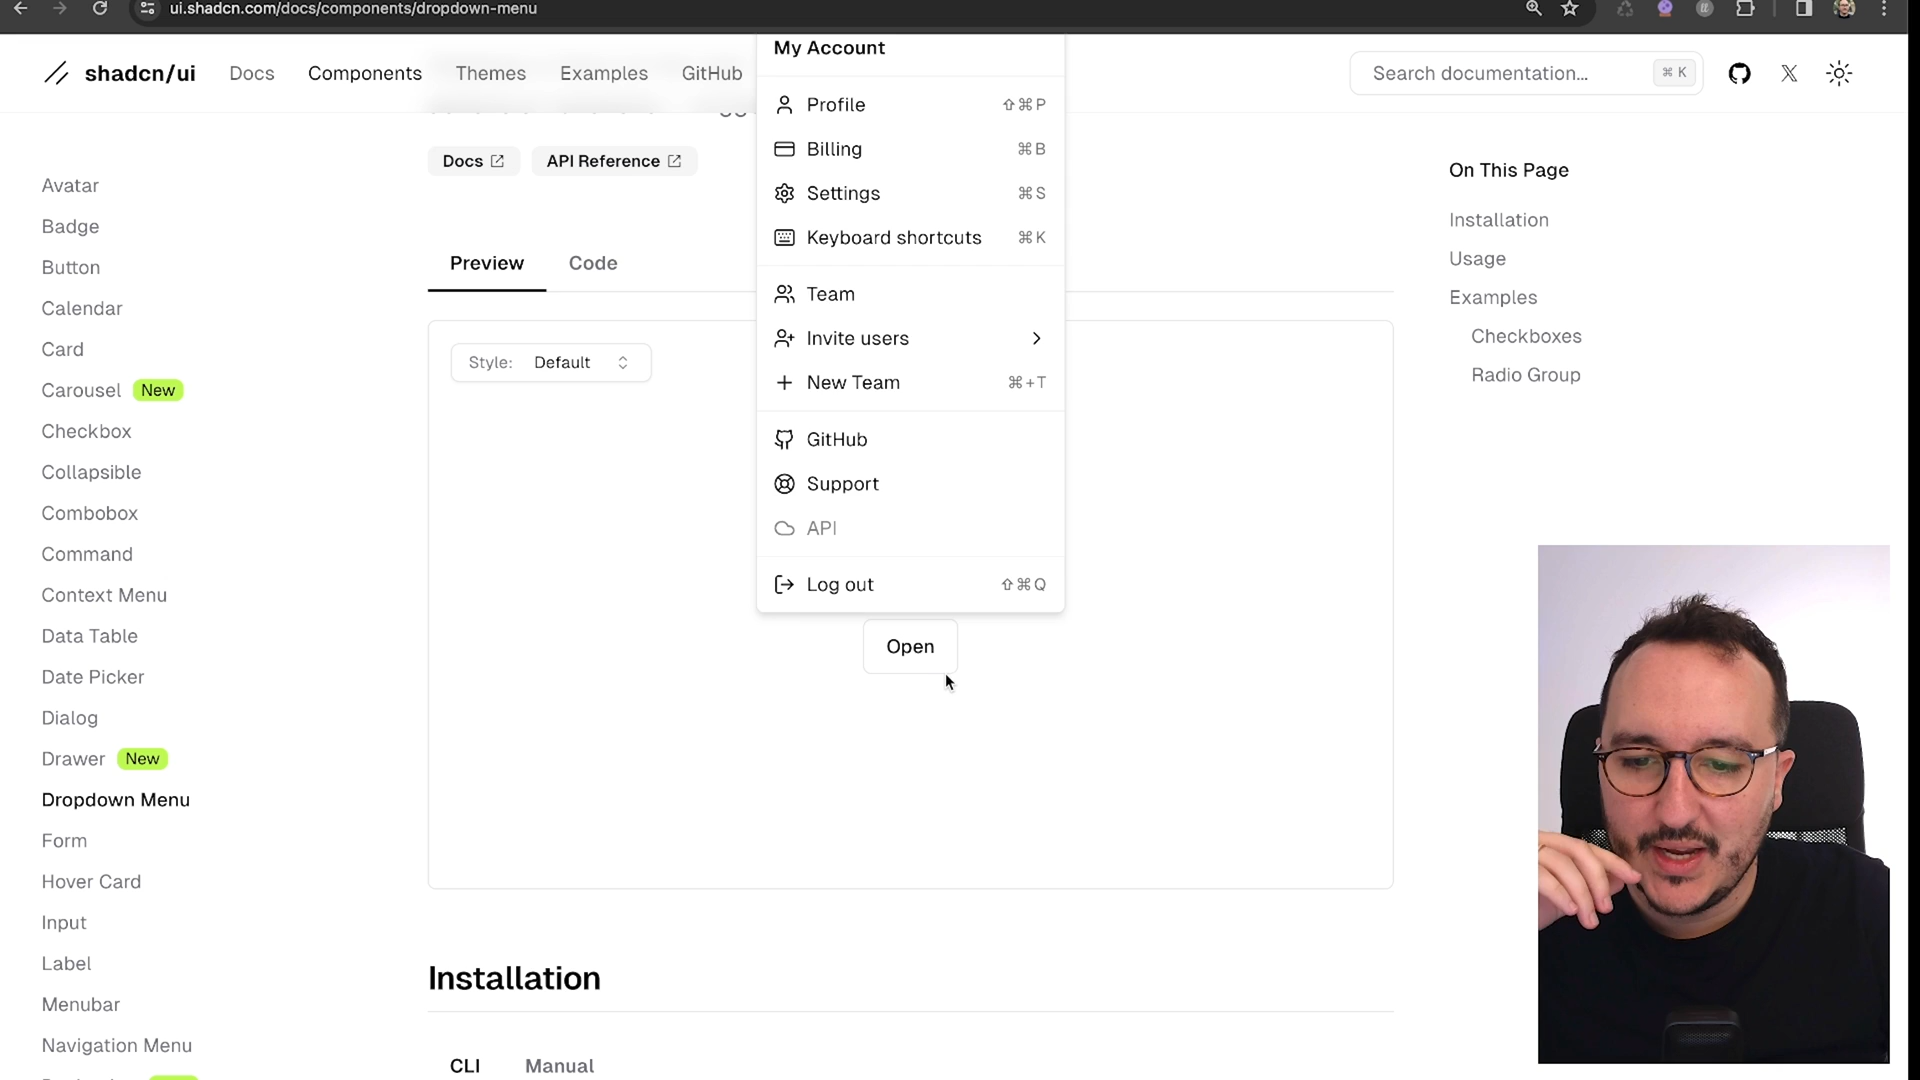 ui.shadcn.com/docs/components/dropdown-menu
My Account
shadcn/ui Docs Components Themes Examples GitHub
Search documentation... ⌘ K
Profile ⇧⌘P
Docs API Reference
Billing ⌘B
Settings ⌘S
Keyboard shortcuts ⌘K
Preview Code
Team
Invite users
New Team ⌘+T
Style: Default
GitHub
Support
API
Log out ⇧⌘Q
Open
Avatar
Badge
Button
Calendar
Card
Carousel New
Checkbox
Collapsible
Combobox
Command
Context Menu
Data Table
Date Picker
Dialog
Drawer New
Dropdown Menu
Form
Hover Card
Input
Label
Menubar
Navigation Menu
Installation
CLI Manual
On This Page
Installation
Usage
Examples
Checkboxes
Radio Group